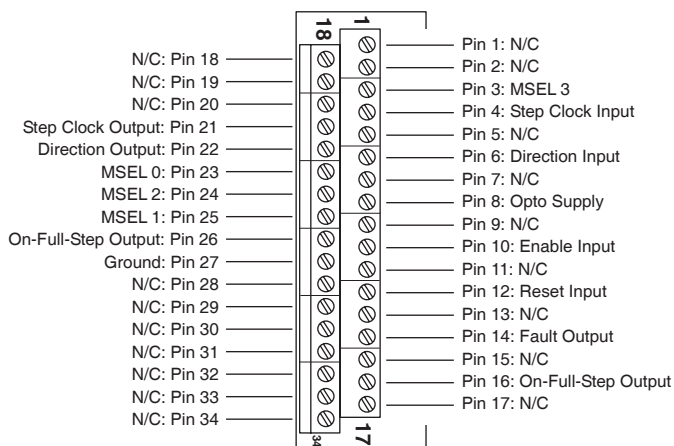 18 1
N/C: Pin 18
N/C: Pin 19
N/C: Pin 20
Step Clock Output: Pin 21
Direction Output: Pin 22
MSEL 0: Pin 23
MSEL 2: Pin 24
MSEL 1: Pin 25
On-Full-Step Output: Pin 26
Ground: Pin 27
N/C: Pin 28
N/C: Pin 29
N/C: Pin 30
N/C: Pin 31
N/C: Pin 32
N/C: Pin 33
N/C: Pin 34
Pin 1: N/C
Pin 2: N/C
Pin 3: MSEL 3
Pin 4: Step Clock Input
Pin 5: N/C
Pin 6: Direction Input
Pin 7: N/C
Pin 8: Opto Supply
Pin 9: N/C
Pin 10: Enable Input
Pin 11: N/C
Pin 12: Reset Input
Pin 13: N/C
Pin 14: Fault Output
Pin 15: N/C
Pin 16: On-Full-Step Output
Pin 17: N/C
34 17